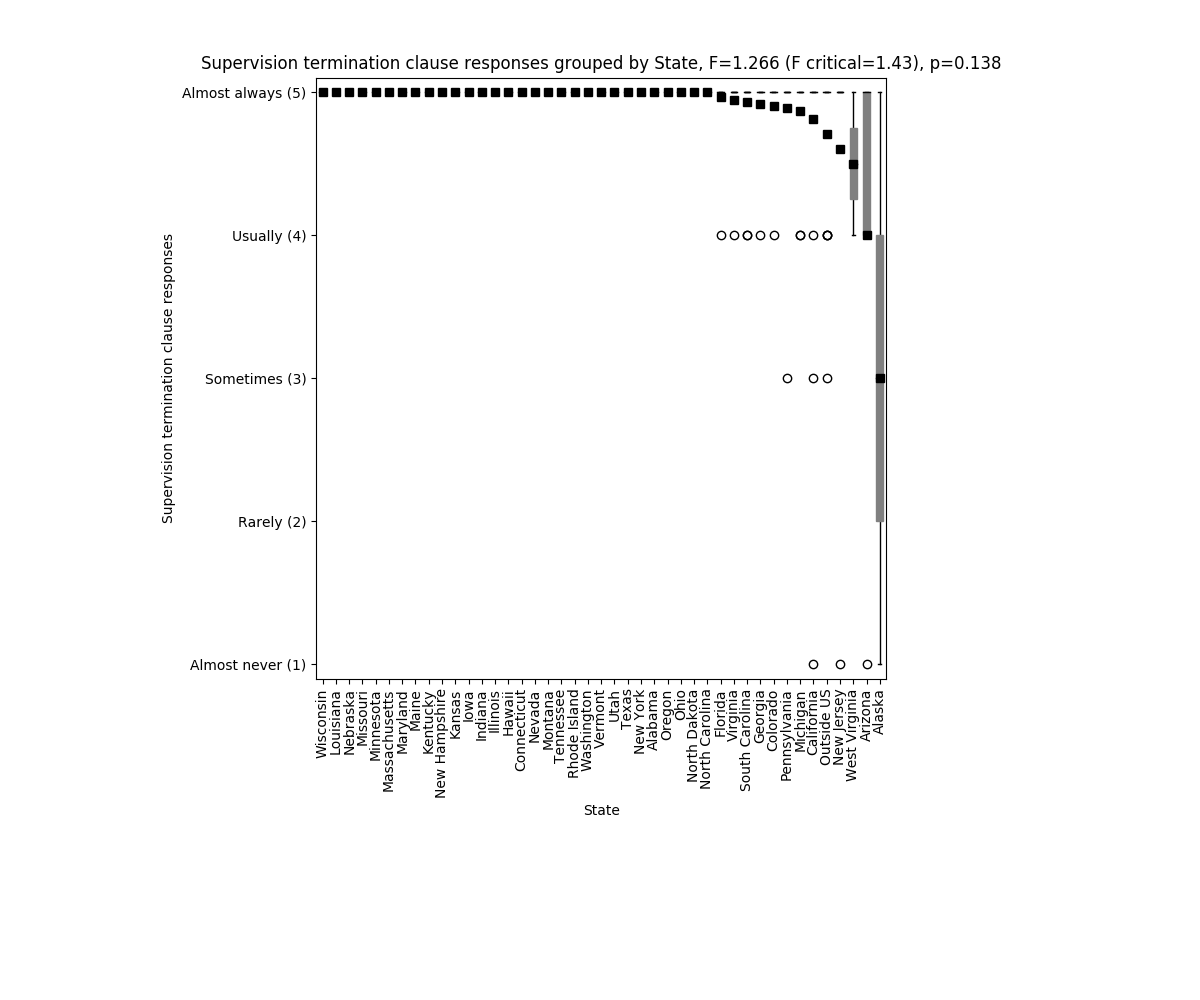 Supervision termination clause responses grouped by State, F=1.266 (F critical=1.43), p=0.138
Supervision termination clause responses
Almost always (5)
Usually (4)
Sometimes (3)
Rarely (2)
Almost never (1)
Wisconsin
Louisiana
Nebraska
Missouri
Minnesota
Massachusetts
Maryland
Maine
Kentucky
New Hampshire
Kansas
Iowa
Indiana
Illinois
Hawaii
Connecticut
Nevada
Montana
Tennessee
Rhode Island
Washington
Vermont
Utah
Texas
New York
Alabama
Oregon
Ohio
North Dakota
North Carolina
Florida
Virginia
South Carolina
Georgia
Colorado
Pennsylvania
Michigan
California
Outside US
New Jersey
West Virginia
Arizona
Alaska
State